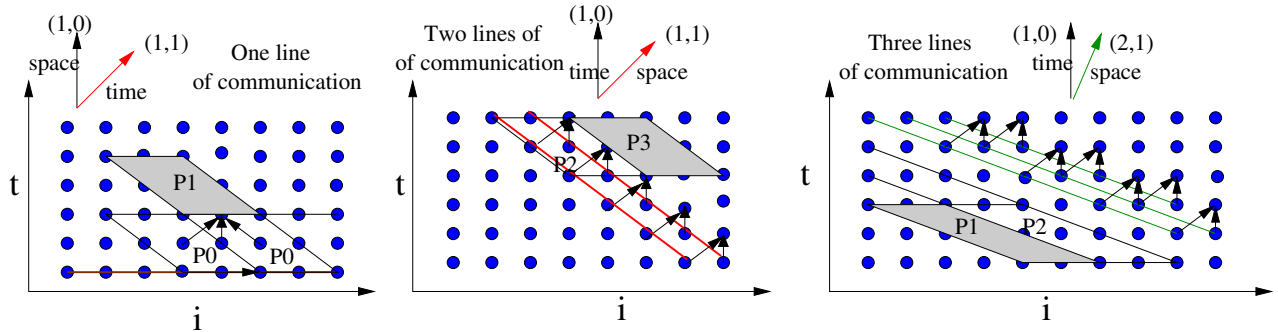 (1,0)
(1,1)
space
time
One line
of communication
t
P1
P0
P0
i
Two lines of
of communication
(1,0)
(1,1)
time
space
t
P2
P3
i
Three lines
of communication
(1,0)
(2,1)
time
space
t
P1
P2
i